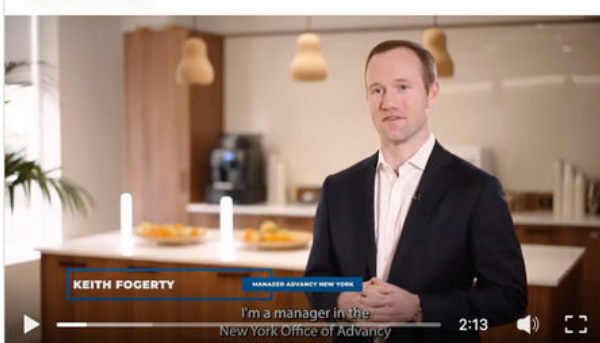 KEITH FOGERTY
MANAGER ADVANCY NEW YORK
I'm a manager in the
New York Office of Advancy
2:13